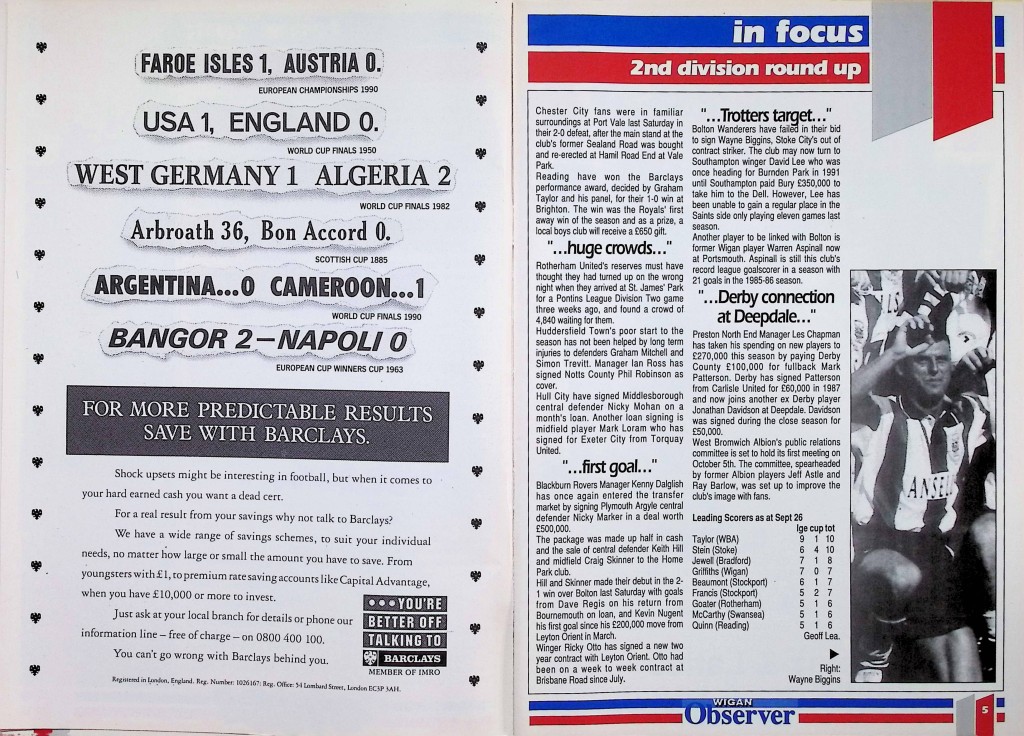 FAROE ISLES 1, AUSTRIA 0.
EUROPEAN CHAMPIONSHIPS 1990
USA 1, ENGLAND 0.
WORLD CUP FINALS 1950
WEST GERMANY 1 ALGERIA 2
WORLD CUP FINALS 1982
Arbroath 36, Bon Accord 0.
SCOTTISH CUP 1885
ARGENTINA...0 CAMEROON...1
WORLD CUP FINALS 1990
BANGOR 2–NAPOLI 0
EUROPEAN CUP WINNERS CUP 1963
FOR MORE PREDICTABLE RESULTS
SAVE WITH BARCLAYS.
Shock upsets might be interesting in football, but when it comes to
your hard earned cash you want a dead cert.
For a real result from your savings why not talk to Barclays?
We have a wide range of savings schemes, to suit your individual
needs, no matter how large or small the amount you have to save. From
youngsters with £1, to premium rate saving accounts like Capital Advantage,
when you have £10,000 or more to invest.
Just ask at your local branch for details or phone our
information line – free of charge – on 0800 400 100.
You can't go wrong with Barclays behind you.
•••YOU'RE
BETTER OFF
TALKING TO
BARCLAYS
MEMBER OF IMRO
Registered in London, England. Reg. Number: 1026167: Reg. Office: 54 Lombard Street, London EC3P 3AH.
in focus
2nd division round up
Chester City fans were in familiar
surroundings at Port Vale last Saturday in
their 2-0 defeat, after the main stand at the
club's former Sealand Road was bought
and re-erected at Hamil Road End at Vale
Park.
Reading have won the Barclays
performance award, decided by Graham
Taylor and his panel, for their 1-0 win at
Brighton. The win was the Royals' first
away win of the season and as a prize, a
local boys club will receive a £650 gift.
"...huge crowds..."
Rotherham United's reserves must have
thought they had turned up on the wrong
night when they arrived at St. James' Park
for a Pontins League Division Two game
three weeks ago, and found a crowd of
4,840 waiting for them.
Huddersfield Town's poor start to the
season has not been helped by long term
injuries to defenders Graham Mitchell and
Simon Trevitt. Manager Ian Ross has
signed Notts County Phil Robinson as
cover.
Hull City have signed Middlesborough
central defender Nicky Mohan on a
month's loan. Another loan signing is
midfield player Mark Loram who has
signed for Exeter City from Torquay
United.
"...first goal..."
Blackburn Rovers Manager Kenny Dalglish
has once again entered the transfer
market by signing Plymouth Argyle central
defender Nicky Marker in a deal worth
£500,000.
The package was made up half in cash
and the sale of central defender Keith Hill
and midfield Craig Skinner to the Home
Park club.
Hill and Skinner made their debut in the 2-
1 win over Bolton last Saturday with goals
from Dave Regis on his return from
Bournemouth on loan, and Kevin Nugent
his first goal since his £200,000 move from
Leyton Orient in March.
Winger Ricky Otto has signed a new two
year contract with Leyton Orient. Otto had
been on a week to week contract at
Brisbane Road since July.
"...Trotters target..."
Bolton Wanderers have failed in their bid
to sign Wayne Biggins, Stoke City's out of
contract striker. The club may now turn to
Southampton winger David Lee who was
once heading for Burnden Park in 1991
until Southampton paid Bury £350,000 to
take him to the Dell. However, Lee has
been unable to gain a regular place in the
Saints side only playing eleven games last
season.
Another player to be linked with Bolton is
former Wigan player Warren Aspinall now
at Portsmouth. Aspinall is still this club's
record league goalscorer in a season with
21 goals in the 1985-86 season.
"...Derby connection
at Deepdale..."
Preston North End Manager Les Chapman
has taken his spending on new players to
£270,000 this season by paying Derby
County £100,000 for fullback Mark
Patterson. Derby has signed Patterson
from Carlisle United for £60,000 in 1987
and now joins another ex Derby player
Jonathan Davidson at Deepdale. Davidson
was signed during the close season for
£50,000.
West Bromwich Albion's public relations
committee is set to hold its first meeting on
October 5th. The committee, spearheaded
by former Albion players Jeff Astle and
Ray Barlow, was set up to improve the
club's image with fans.
Leading Scorers as at Sept 26
lge cup tot
Taylor (WBA) 9 1 10
Stein (Stoke) 6 4 10
Jewell (Bradford) 7 1 8
Griffiths (Wigan) 7 0 7
Beaumont (Stockport) 6 1 7
Francis (Stockport) 5 2 7
Goater (Rotherham) 5 1 6
McCarthy (Swansea) 5 1 6
Quinn (Reading) 5 1 6
Geoff Lea.
Right:
Wayne Biggins
ANSELL
WIGAN
Observer
5